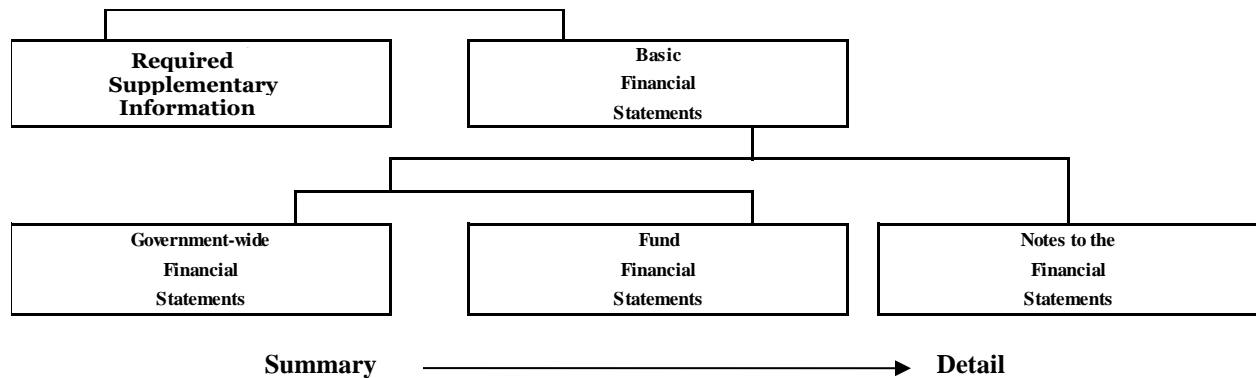 Required
Supplementary
Information
Basic
Financial
Statements
Government-wide
Financial
Statements
Fund
Financial
Statements
Notes to the
Financial
Statements
Summary
Detail